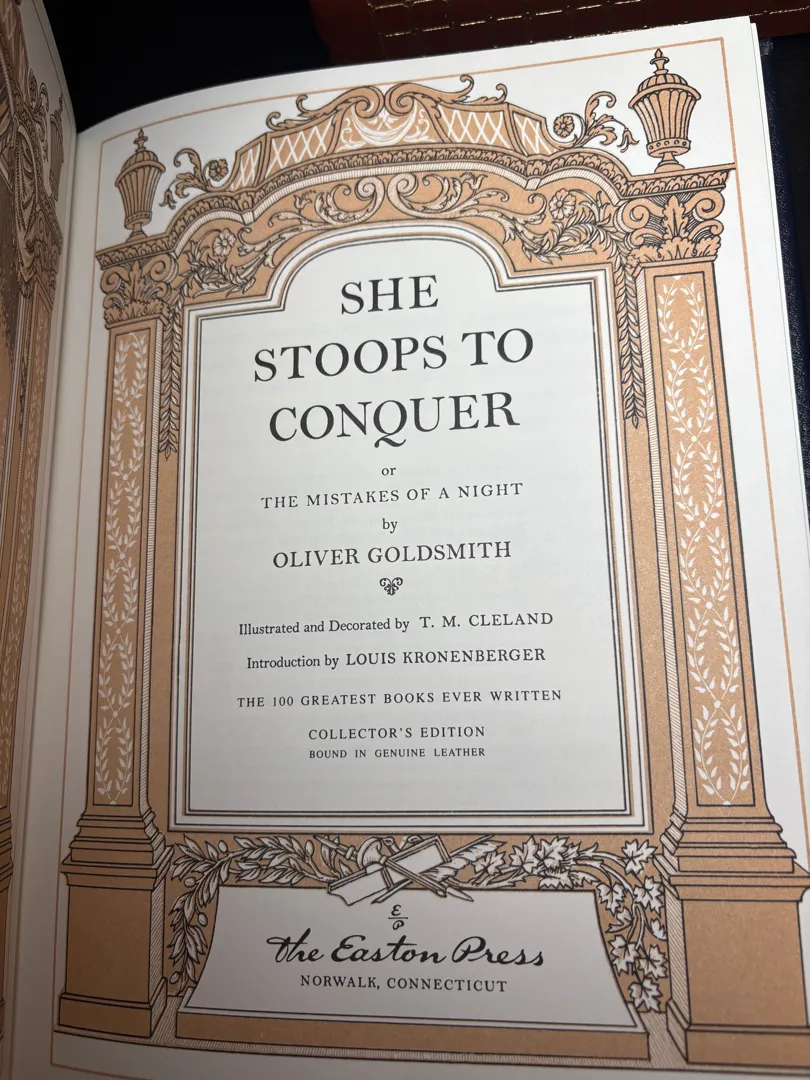 SHE
STOOPS TO
CONQUER
or
THE MISTAKES OF A NIGHT
by
OLIVER GOLDSMITH
Illustrated and Decorated by T. M. CLELAND
Introduction by LOUIS KRONENBERGER
THE 100 GREATEST BOOKS EVER WRITTEN
COLLECTOR'S EDITION
BOUND IN GENUINE LEATHER
E
P
The Easton Press
NORWALK, CONNECTICUT